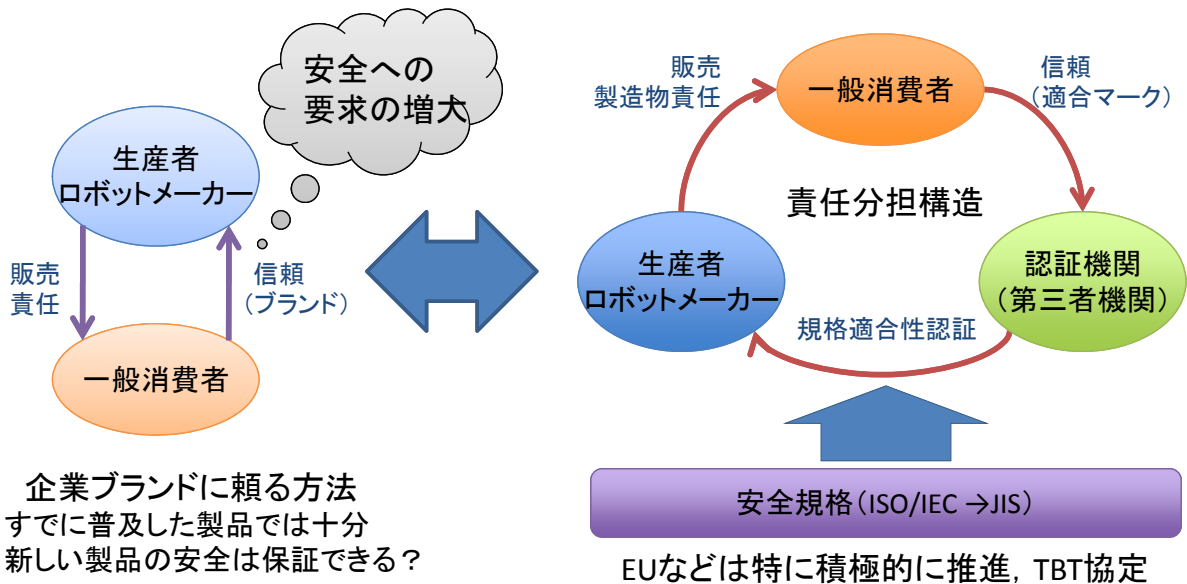 安全への
要求の増大
生産者
ロボットメーカー
販売
責任
信頼
（ブランド）
一般消費者
企業ブランドに頼る方法
すでに普及した製品では十分
新しい製品の安全は保証できる？
販売
製造物責任
一般消費者
信頼
（適合マーク）
責任分担構造
生産者
ロボットメーカー
認証機関
（第三者機関）
規格適合性認証
安全規格（ISO/IEC →JIS）
EUなどは特に積極的に推進，TBT協定